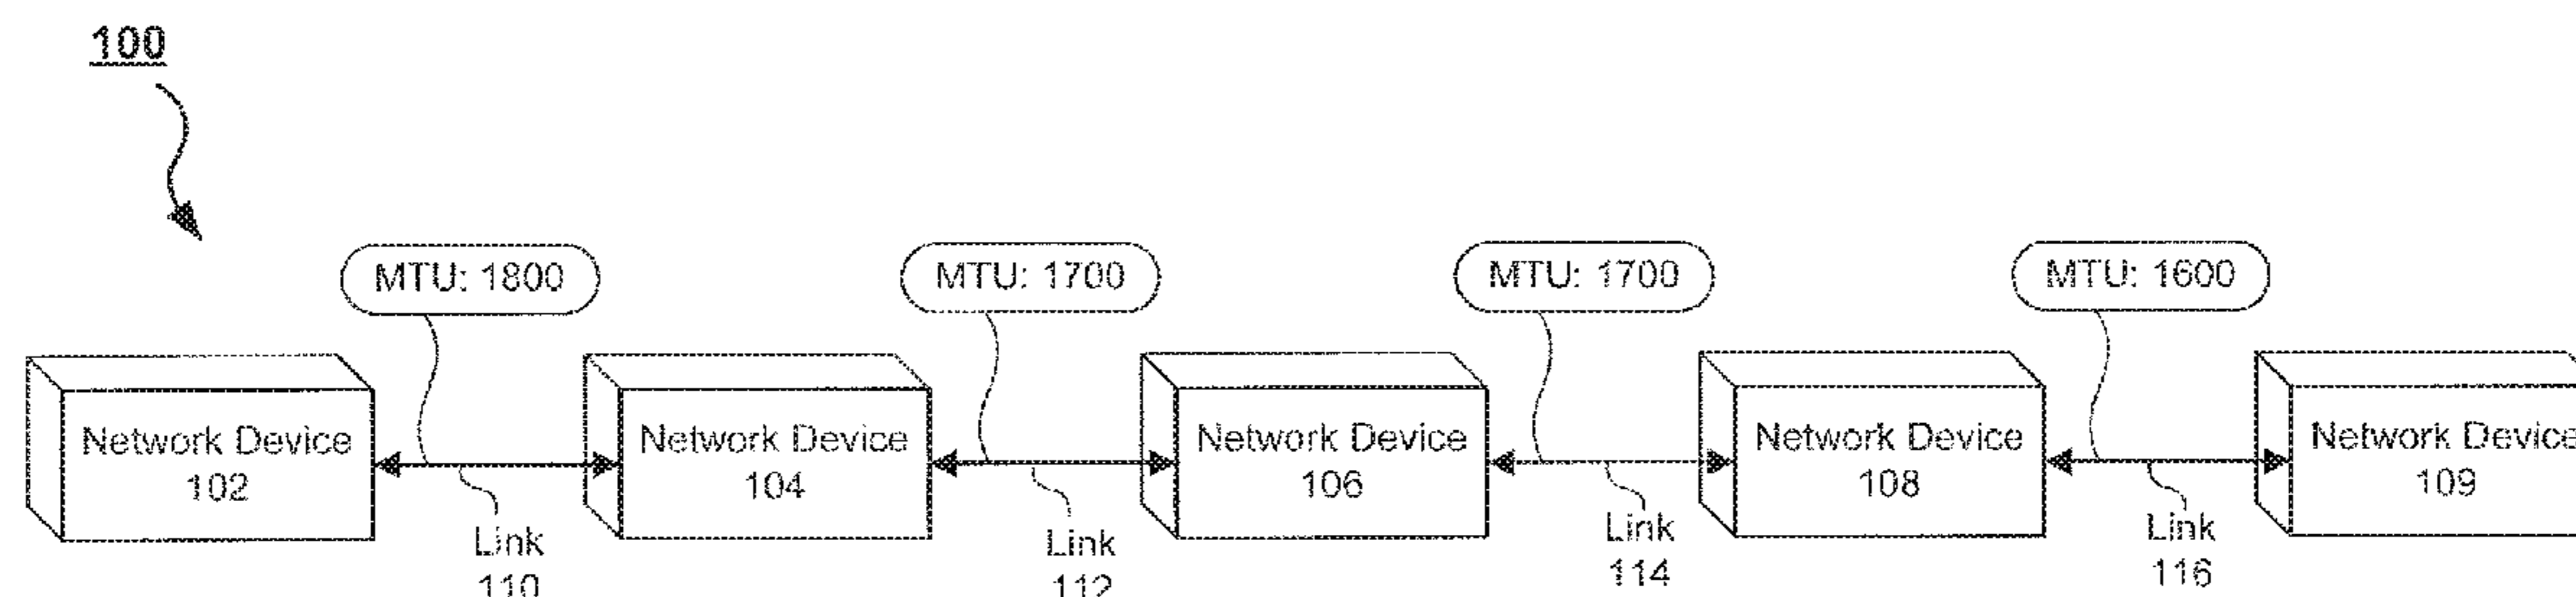 100
MTU: 1800
MTU: 1700
MTU: 1700
MTU: 1600
Network Device
102
Network Device
104
Network Device
106
Network Device
108
Network Device
109
Link
110
Link
112
Link
114
Link
116